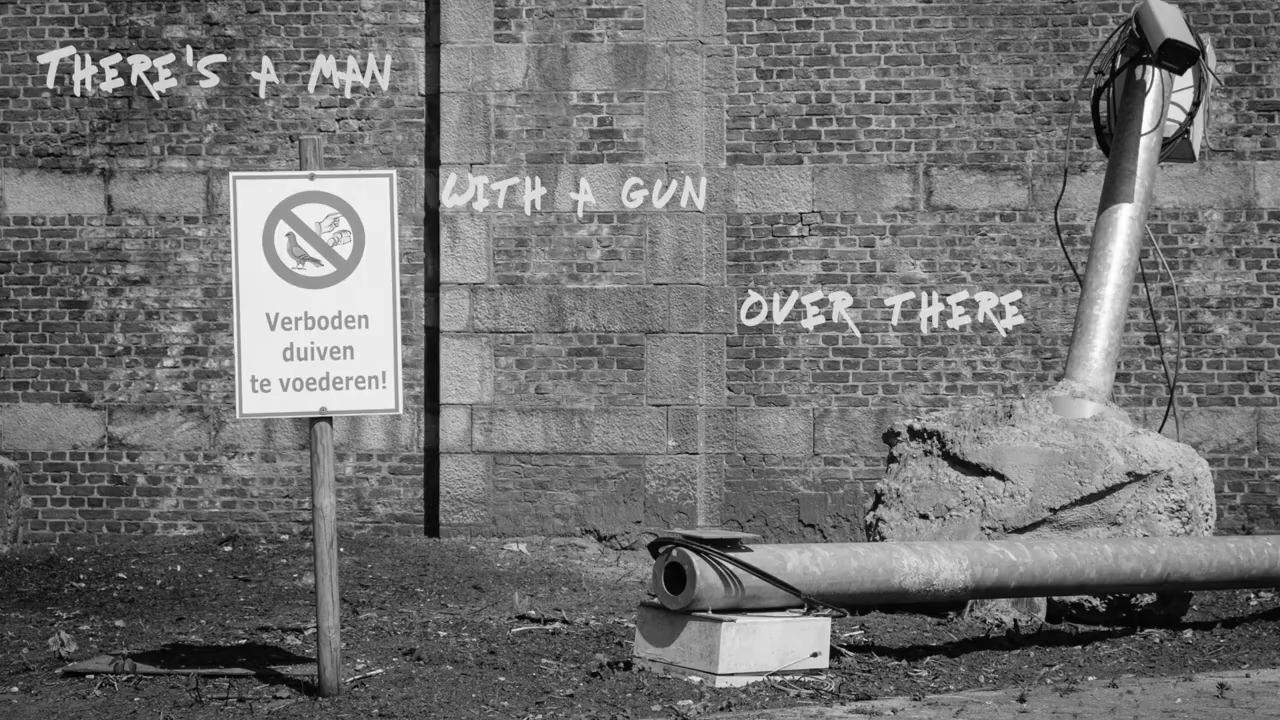 THERE'S A MAN
WITH A GUN
OVER THERE
Verboden
duiven
te voederen!